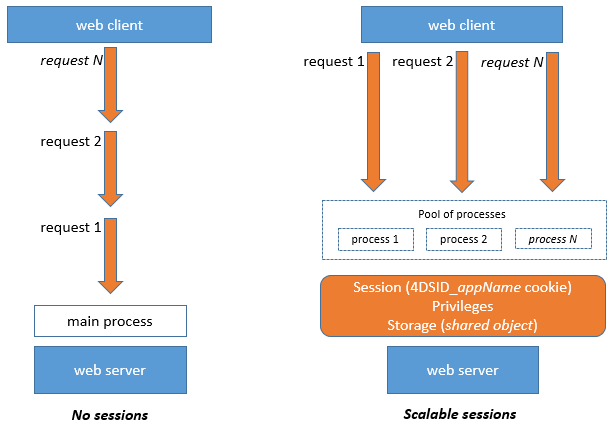 web client
request N
request 2
request 1
main process
web server
No sessions
web client
request 1
request 2
request N
Pool of processes
process 1
process 2
process N
Session (4DSID_appName cookie)
Privileges
Storage (shared object)
web server
Scalable sessions